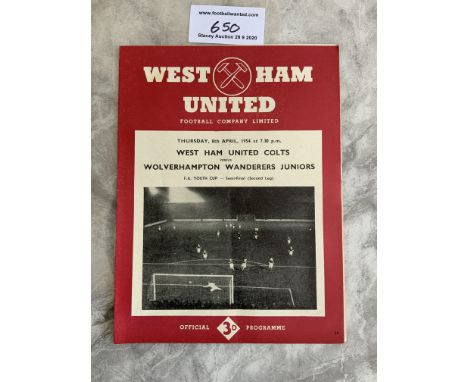 www.footballwanted.com
650
Stacey Auction 28 9 2020
WEST HAM
UNITED
FOOTBALL COMPANY LIMITED
THURSDAY, 8th APRIL, 1954 at 7.30 p.m.
WEST HAM UNITED COLTS
versus
WOLVERHAMPTON WANDERERS JUNIORS
F.A. YOUTH CUP — Semi-Final (Second Leg)
OFFICIAL 3D PROGRAMME